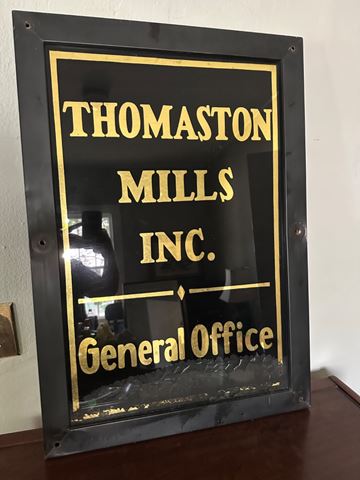 THOMASTON
MILLS
INC.
General Office